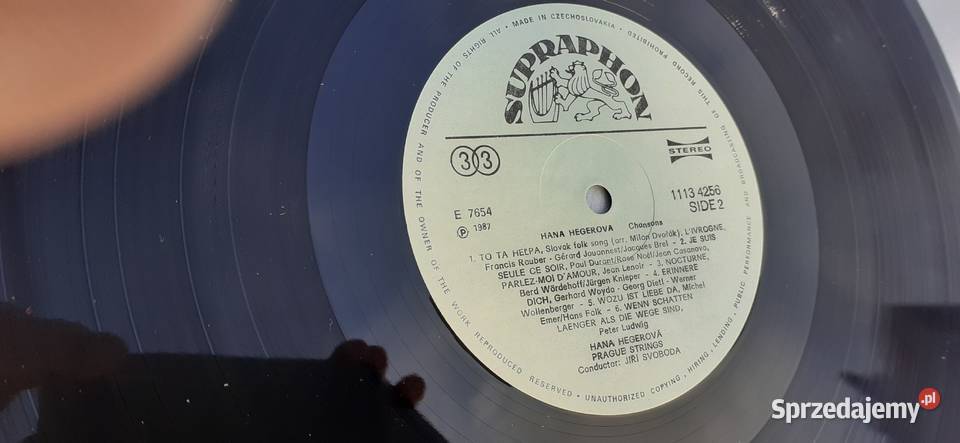 • MADE IN CZECHOSLOVAKIA •
ALL RIGHTS OF THE PRODUCER AND OF THE OWNER OF THE WORK REPRODUCED RESERVED • UNAUTHORIZED COPYING, HIRING, LENDING, PUBLIC PERFORMANCE AND BROADCASTING OF THIS RECORD PROHIBITED
SUPRAPHON
33
STEREO
E 7654
℗ 1987
1113 4256
SIDE 2
HANA HEGEROVA Chansons
1. TO TA HEĽPA, Slovak folk song (arr. Milan Dvořák), L'IVROGNE,
Francis Rauber - Gérard Jouannest/Jacques Brel - 2. JE SUIS
SEULE CE SOIR, Paul Durant/Rose Noël/Jean Casanova,
PARLEZ-MOI D'AMOUR, Jean Lenoir - 3. NOCTURNE,
Berd Wördehoff/Jürgen Knieper - 4. ERINNERE
DICH, Gerhard Woyda - Georg Dietl - Werner
Wollenberger - 5. WOZU IST LIEBE DA, Michel
Emer/Hans Falk - 6. WENN SCHATTEN
LAENGER ALS DIE WEGE SIND,
Peter Ludwig
HANA HEGEROVÁ
PRAGUE STRINGS
Conductor: JIŘÍ SVOBODA
Sprzedajemy.pl